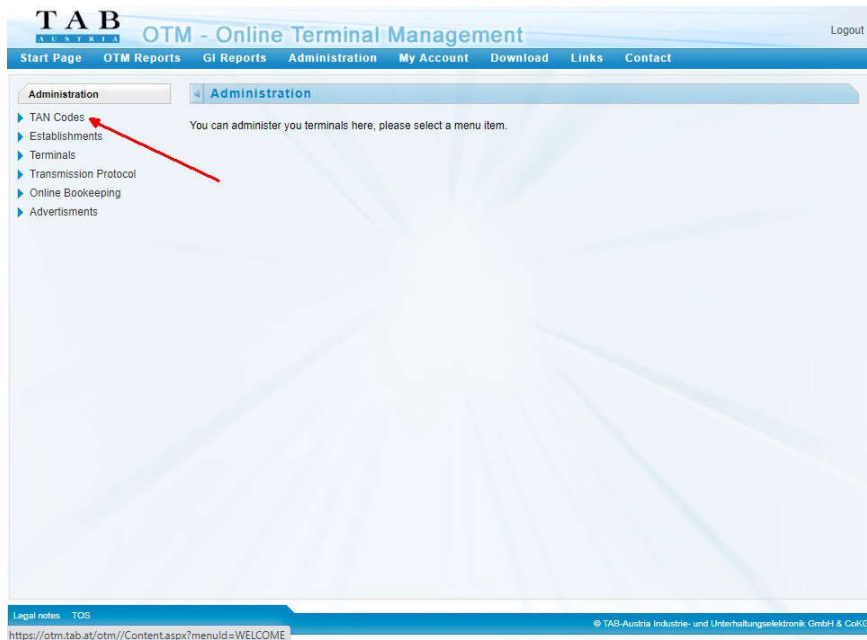 TAB
AUSTRIA
OTM - Online Terminal Management
Logout
Start Page OTM Reports GI Reports Administration My Account Download Links Contact
Administration
Administration
TAN Codes
Establishments
Terminals
Transmission Protocol
Online Bookeeping
Advertisments
You can administer you terminals here, please select a menu item.
Legal notes TOS
© TAB-Austria Industrie- und Unterhaltungselektronik GmbH & CoKG
https://otm.tab.at/otm//Content.aspx?menuId=WELCOME